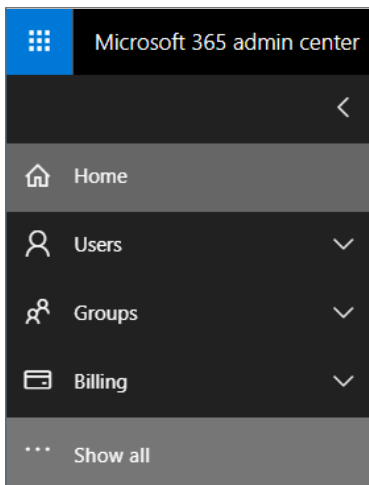 Microsoft 365 admin center
Home
Users
Groups
Billing
Show all